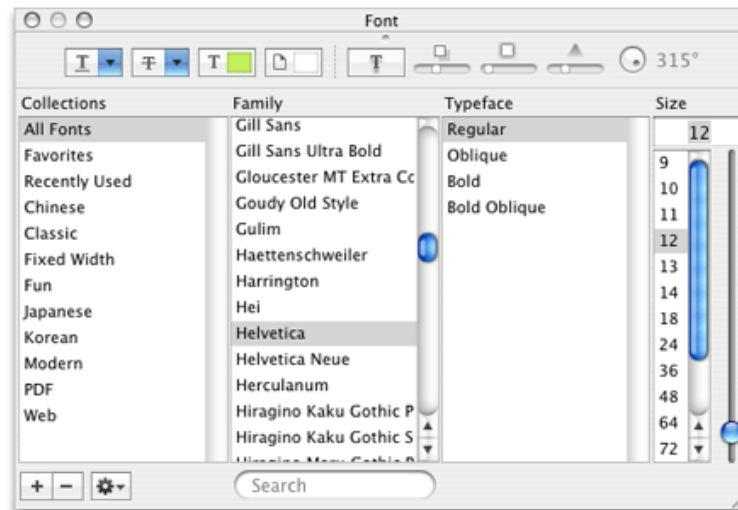 Font
T T T T 315°
Collections Family Typeface Size
All Fonts
Favorites
Recently Used
Chinese
Classic
Fixed Width
Fun
Japanese
Korean
Modern
PDF
Web
Gill Sans
Gill Sans Ultra Bold
Gloucester MT Extra Cc
Goudy Old Style
Gulim
Haettenschweiler
Harrington
Hei
Helvetica
Helvetica Neue
Herculanum
Hiragino Kaku Gothic P
Hiragino Kaku Gothic S
Regular
Oblique
Bold
Bold Oblique
12
9
10
11
12
13
14
18
24
36
48
64
72
Search